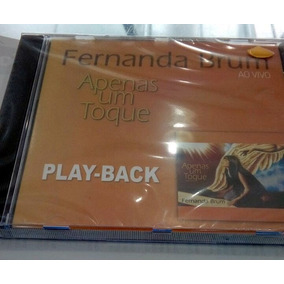 Fernanda Brum
AO VIVO
Apenas
um
Toque
PLAY-BACK
Apenas
um
Toque
Fernanda Brum